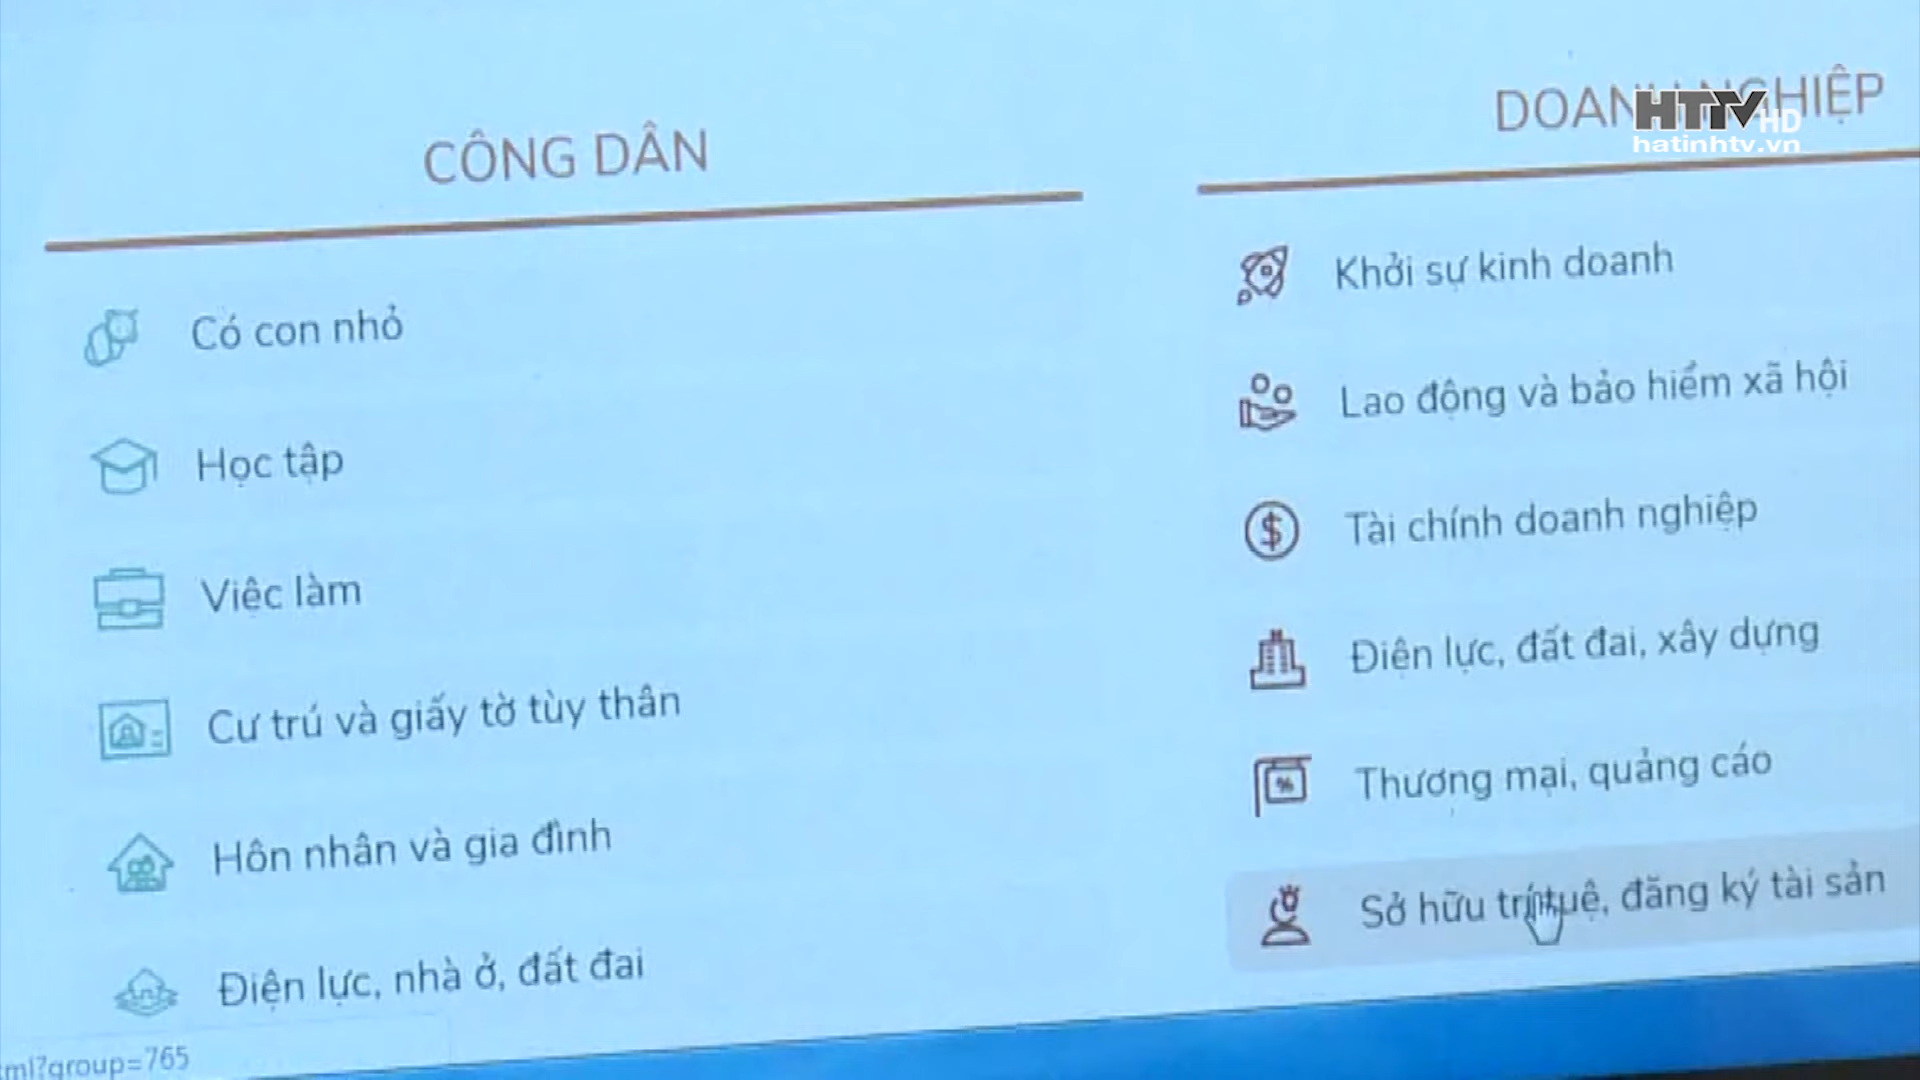 CÔNG DÂN
Có con nhỏ
Học tập
Việc làm
Cư trú và giấy tờ tùy thân
Hôn nhân và gia đình
Điện lực, nhà ở, đất đai
ml?group=765
DOANH NGHIỆP
HTTV HD
hatinhtv.vn
Khởi sự kinh doanh
Lao động và bảo hiểm xã hội
Tài chính doanh nghiệp
Điện lực, đất đai, xây dựng
Thương mại, quảng cáo
Sở hữu trí tuệ, đăng ký tài sản